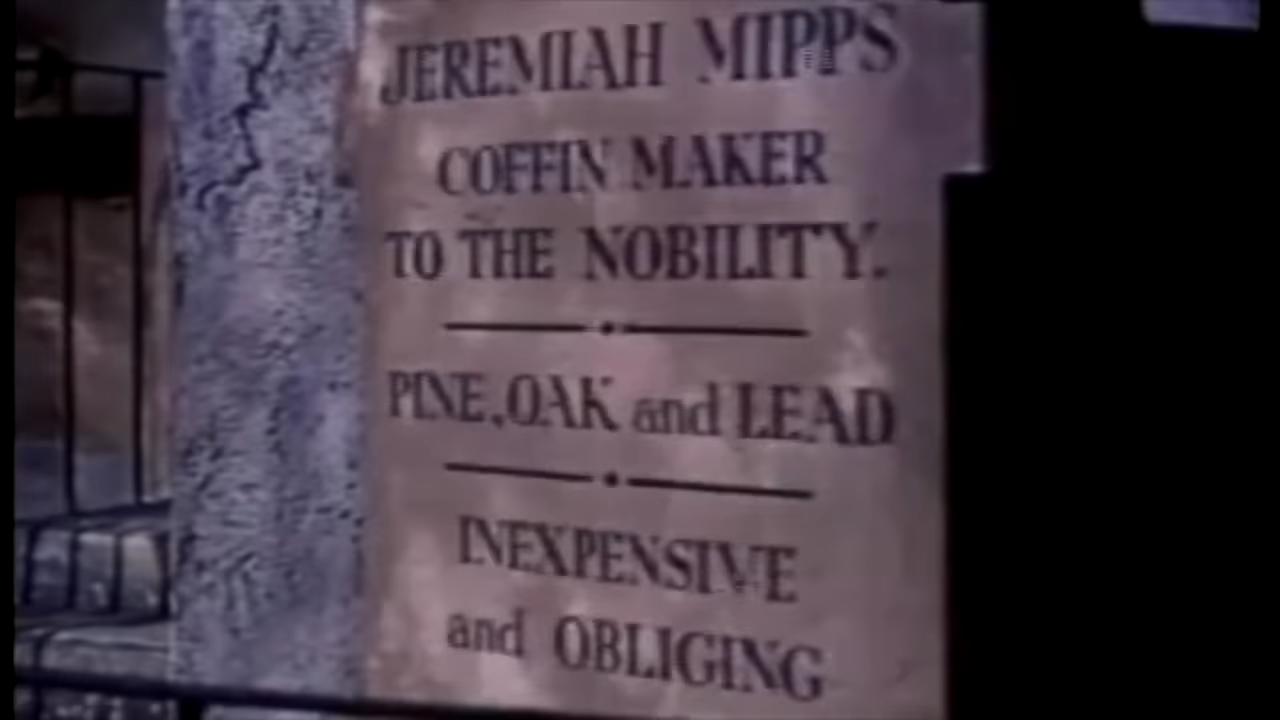 JEREMIAH MIPPS
COFFIN MAKER
TO THE NOBILITY.
PINE, OAK and LEAD
INEXPENSIVE
and OBLIGING